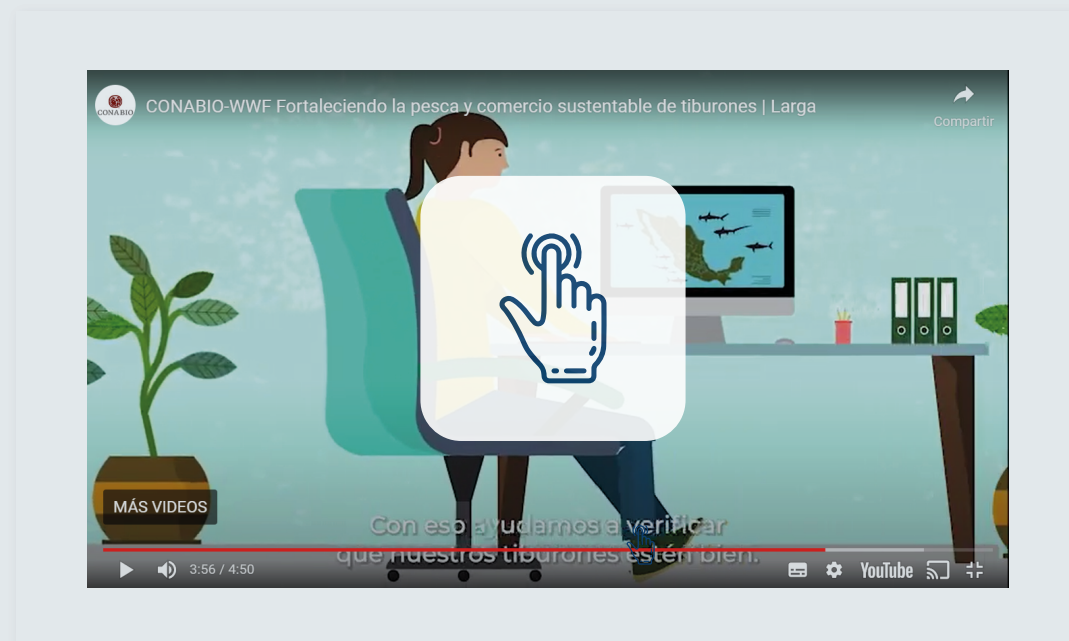 CONABIO
CONABIO-WWF Fortaleciendo la pesca y comercio sustentable de tiburones | Larga
Compartir
MÁS VIDEOS
Con eso ayudamos a verificar
que nuestros tiburones estén bien.
3:56 / 4:50
YouTube